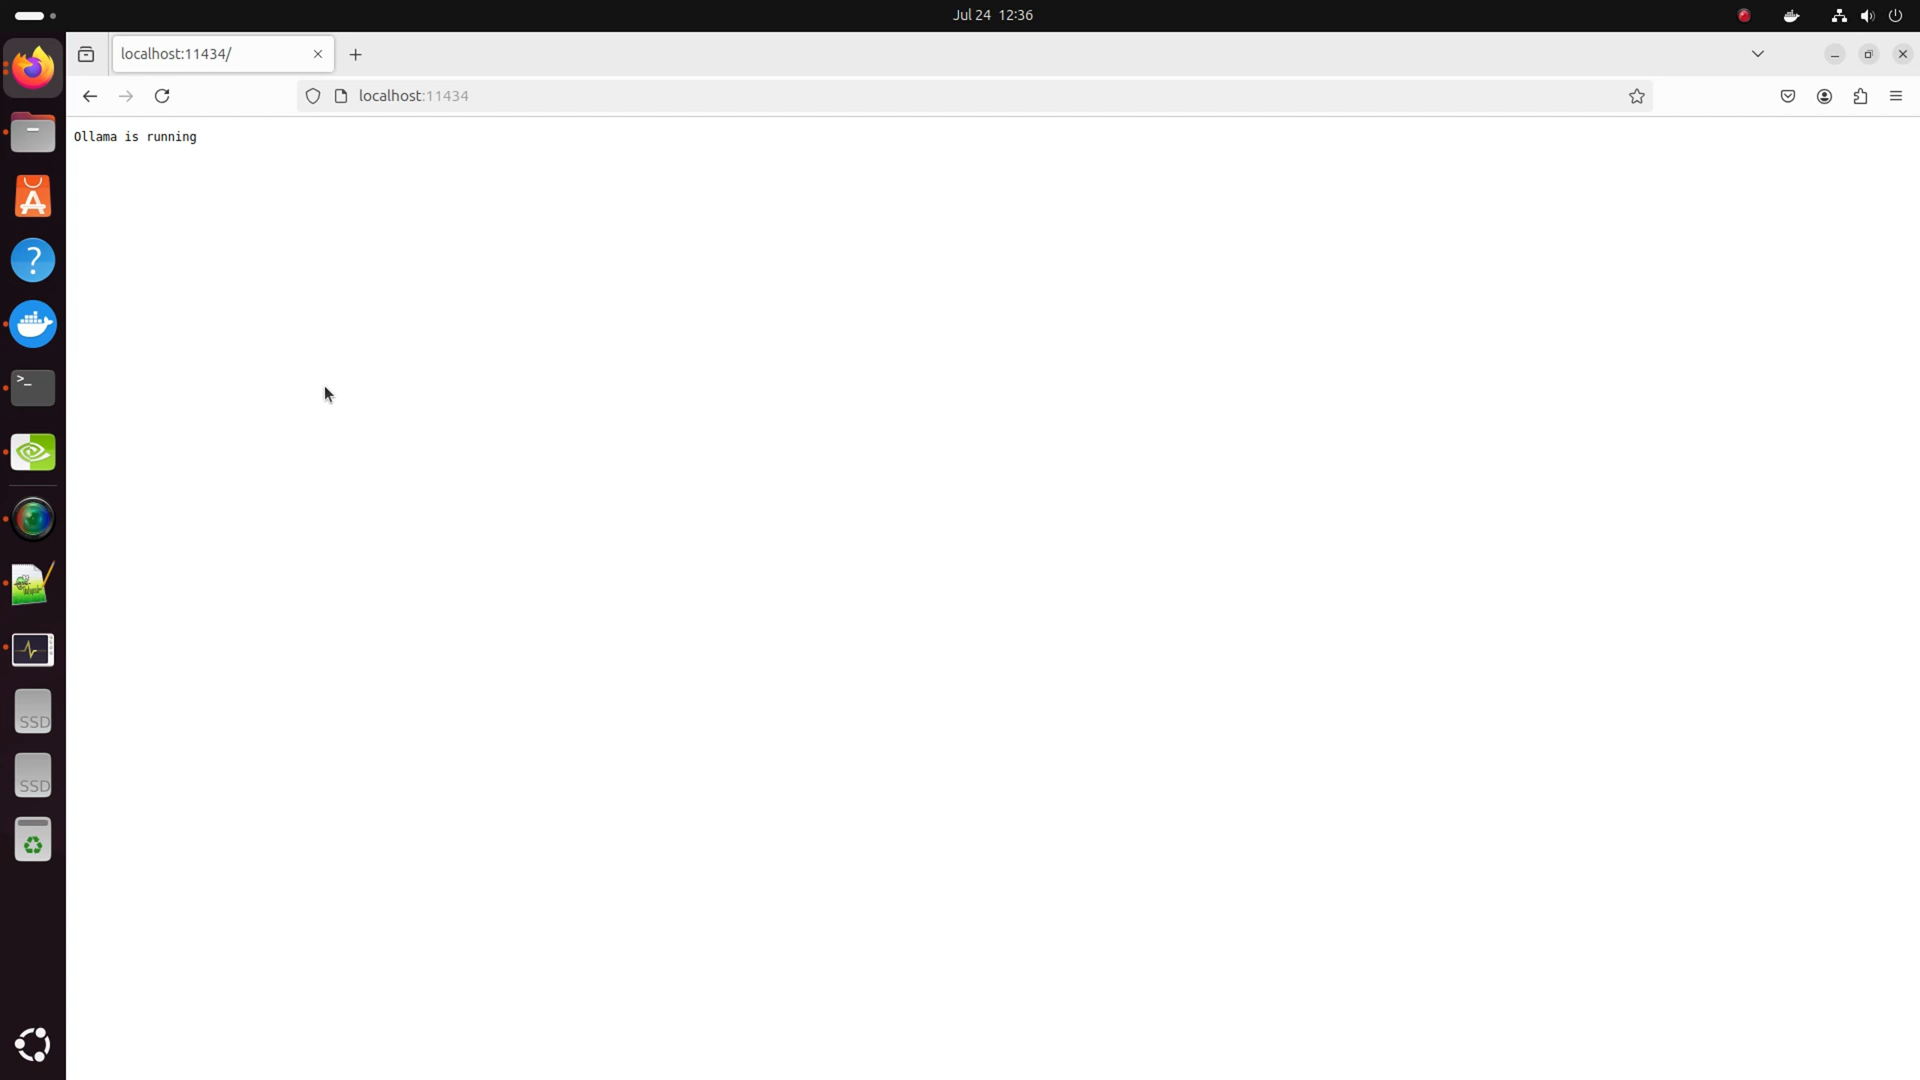 Jul 24 12:36
localhost:11434/
localhost:11434
Ollama is running
?
>_
SSD
SSD